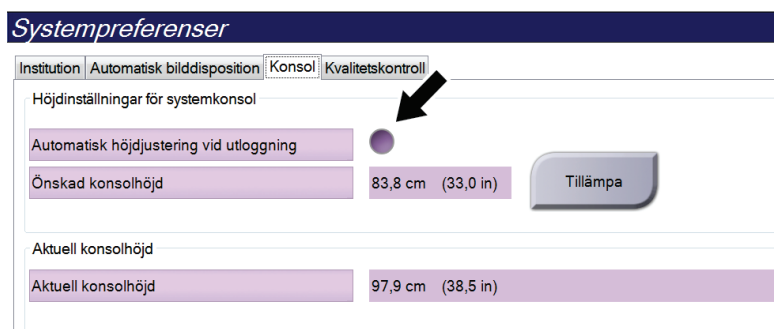 Systempreferenser
Institution Automatisk bilddisposition Konsol Kvalitetskontroll
Höjdinställningar för systemkonsol
Automatisk höjdjustering vid utloggning
Önskad konsolhöjd 83,8 cm (33,0 in) Tillämpa
Aktuell konsolhöjd
Aktuell konsolhöjd 97,9 cm (38,5 in)